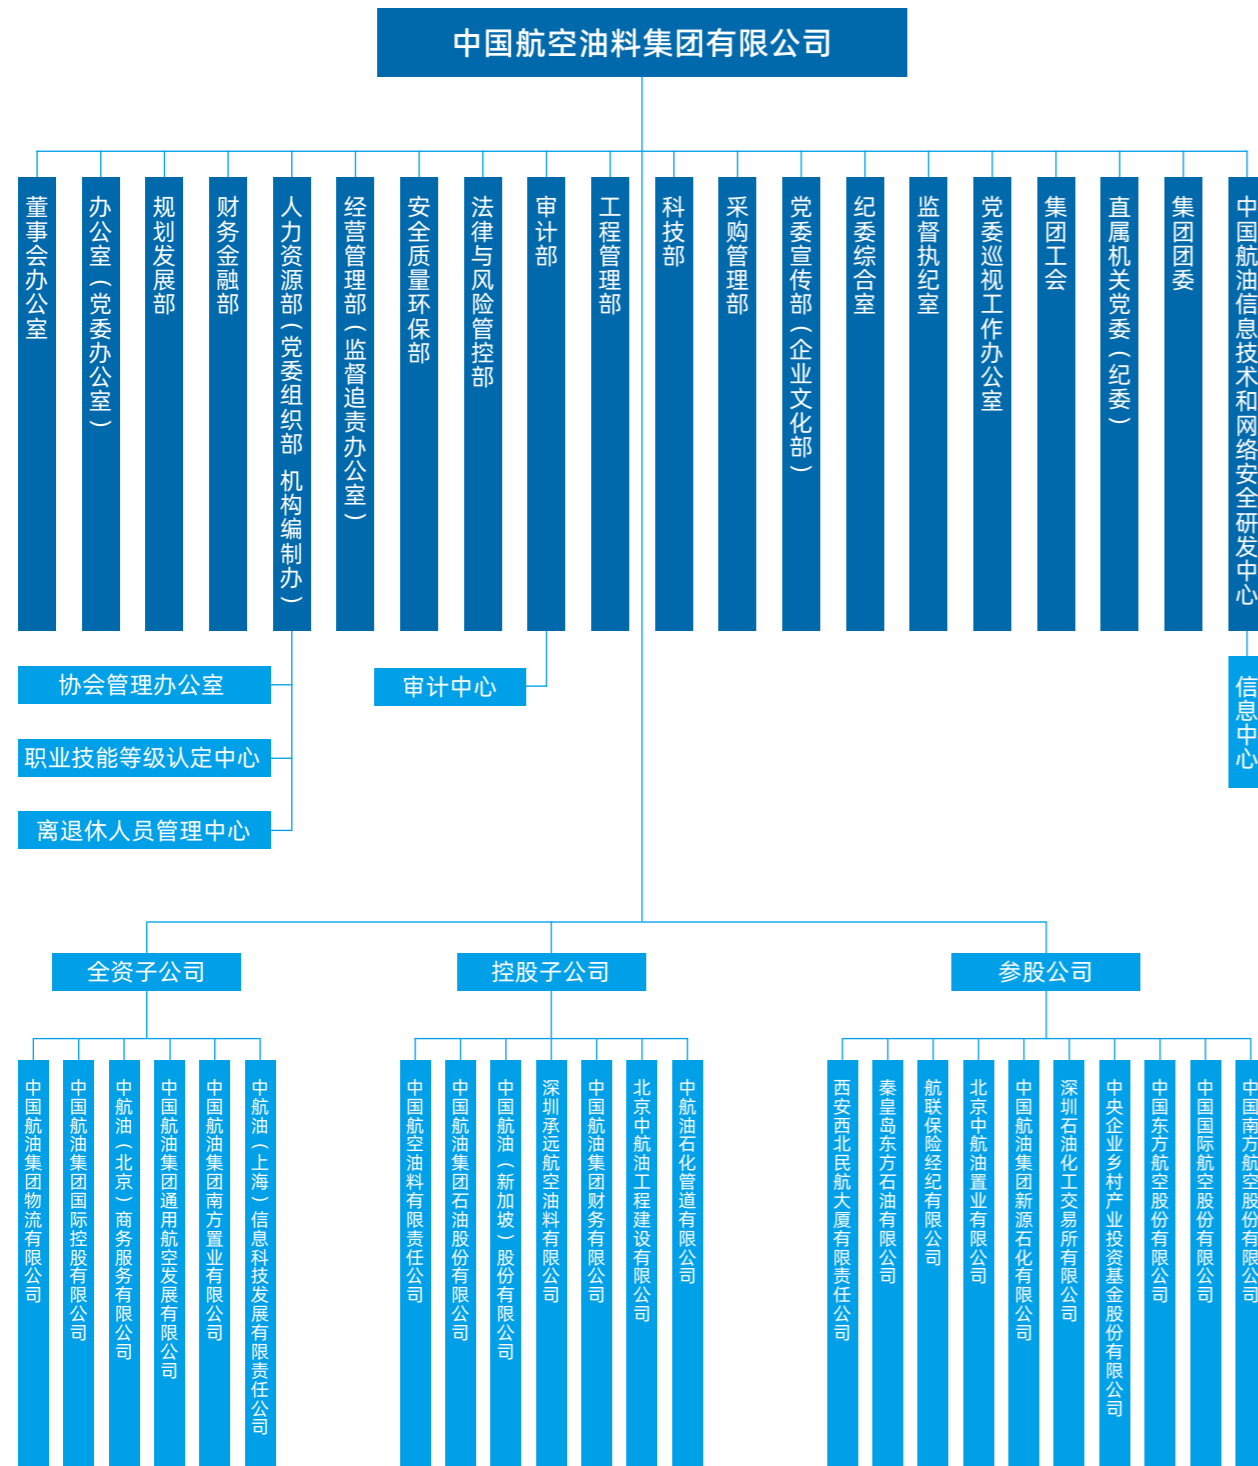 中国航空油料集团有限公司
董事会办公室
办公室（党委办公室）
规划发展部
财务金融部
人力资源部（党委组织部 机构编制办）
经营管理部（监督追责办公室）
安全质量环保部
法律与风险管控部
审计部
工程管理部
科技部
采购管理部
党委宣传部（企业文化部）
纪委综合室
监督执纪室
党委巡视工作办公室
集团工会
直属机关党委（纪委）
集团团委
中国航油信息技术和网络安全研发中心
协会管理办公室
职业技能等级认定中心
离退休人员管理中心
审计中心
信息中心
全资子公司
控股子公司
参股公司
中国航油集团物流有限公司
中国航油集团国际控股有限公司
中航油（北京）商务服务有限公司
中国航油集团通用航空发展有限公司
中国航油集团南方置业有限公司
中航油（上海）信息科技发展有限责任公司
中国航空油料有限责任公司
中国航油集团石油股份有限公司
中国航油（新加坡）股份有限公司
深圳承远航空油料有限公司
中国航油集团财务有限公司
北京中航油工程建设有限公司
中航油石化管道有限公司
西安西北民航大厦有限责任公司
秦皇岛东方石油有限公司
航联保险经纪有限公司
北京中航油置业有限公司
中国航油集团新源石化有限公司
深圳石油化工交易所有限公司
中央企业乡村产业投资基金股份有限公司
中国东方航空股份有限公司
中国国际航空股份有限公司
中国南方航空股份有限公司